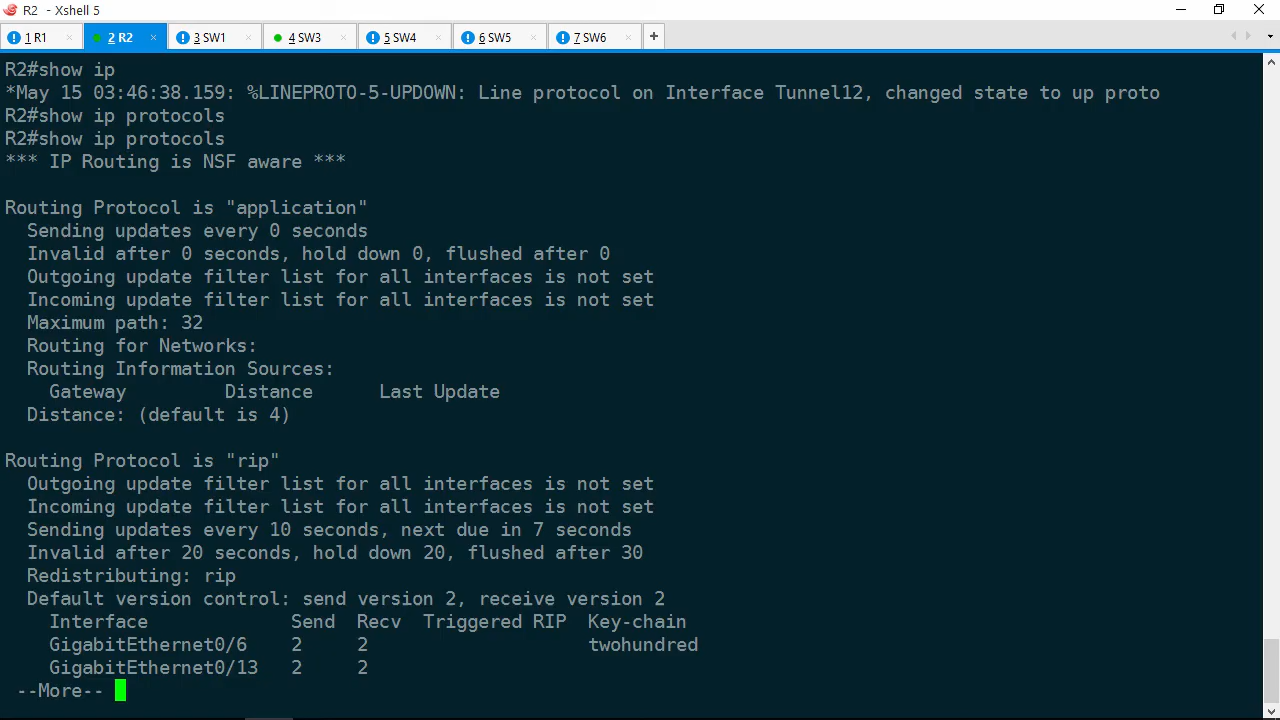 R2 - Xshell 5
1 R1 × 2 R2 × 3 SW1 × 4 SW3 × 5 SW4 × 6 SW5 × 7 SW6 × +
R2#show ip
*May 15 03:46:38.159: %LINEPROTO-5-UPDOWN: Line protocol on Interface Tunnel12, changed state to up proto
R2#show ip protocols
R2#show ip protocols
*** IP Routing is NSF aware ***
Routing Protocol is "application"
Sending updates every 0 seconds
Invalid after 0 seconds, hold down 0, flushed after 0
Outgoing update filter list for all interfaces is not set
Incoming update filter list for all interfaces is not set
Maximum path: 32
Routing for Networks:
Routing Information Sources:
Gateway Distance Last Update
Distance: (default is 4)
Routing Protocol is "rip"
Outgoing update filter list for all interfaces is not set
Incoming update filter list for all interfaces is not set
Sending updates every 10 seconds, next due in 7 seconds
Invalid after 20 seconds, hold down 20, flushed after 30
Redistributing: rip
Default version control: send version 2, receive version 2
Interface Send Recv Triggered RIP Key-chain
GigabitEthernet0/6 2 2 twohundred
GigabitEthernet0/13 2 2
--More--